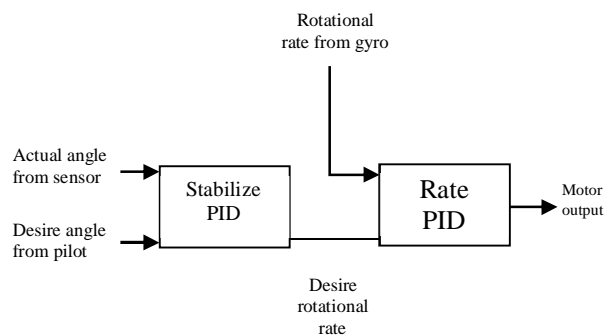 Rotational
rate from gyro
Actual angle
from sensor
Stabilize
PID
Rate
PID
Motor
output
Desire angle
from pilot
Desire
rotational
rate